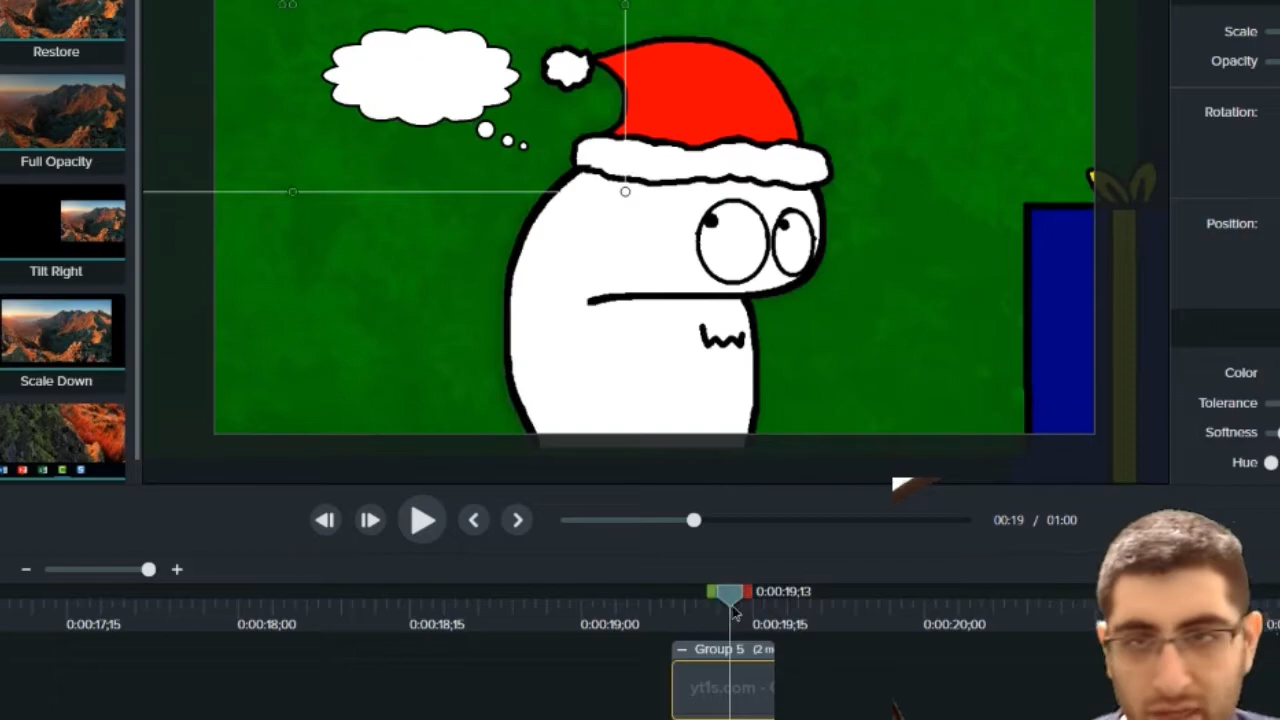 Restore
Scale
Opacity
Rotation:
Full Opacity
Position:
Tilt Right
Scale Down
Color
Tolerance
Softness
Hue
00:19 / 01:00
0:00:19;13
0:00:17;15
0:00:18;00
0:00:18;15
0:00:19;00
0:00:19;15
0:00:20;00
Group 5 (2 m
yt1s.com -